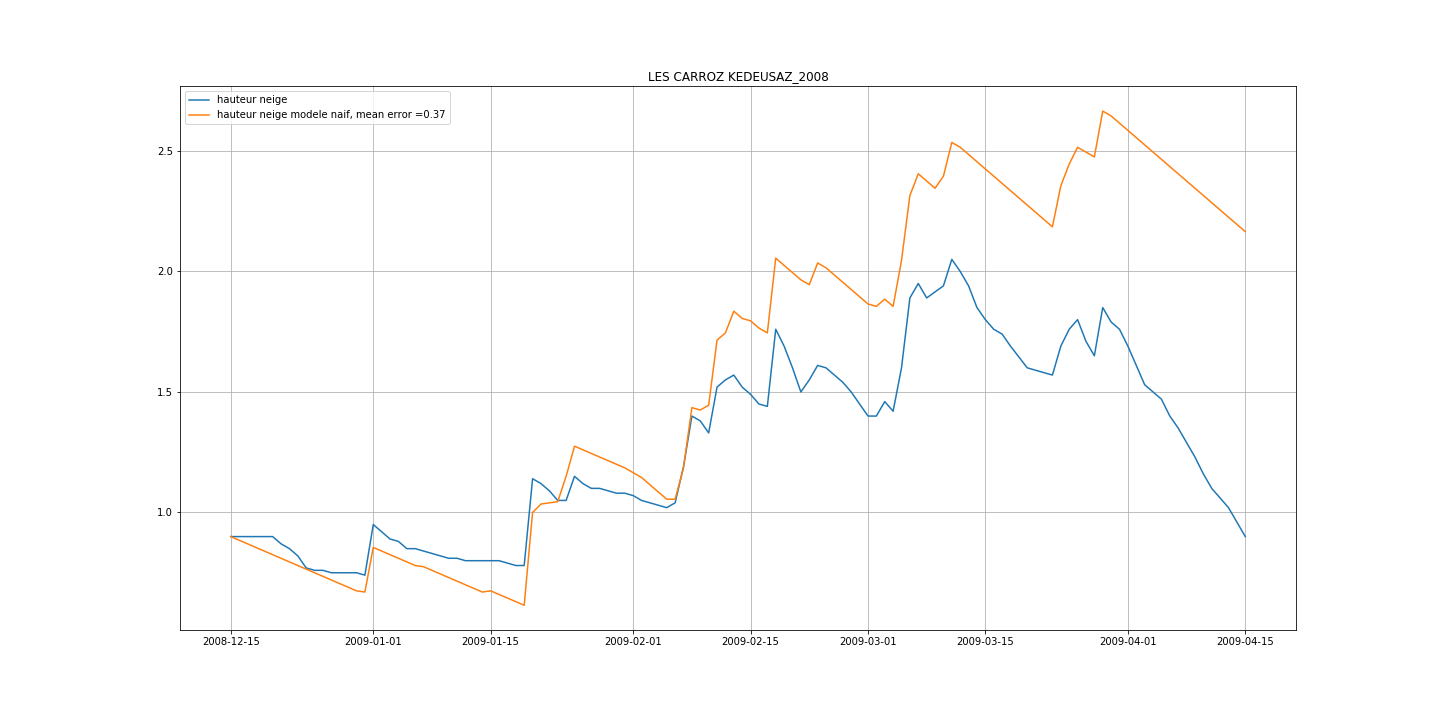 LES CARROZ KEDEUSAZ_2008
hauteur neige
hauteur neige modele naif, mean error =0.37
2.5
2.0
1.5
1.0
2008-12-15 2009-01-01 2009-01-15 2009-02-01 2009-02-15 2009-03-01 2009-03-15 2009-04-01 2009-04-15